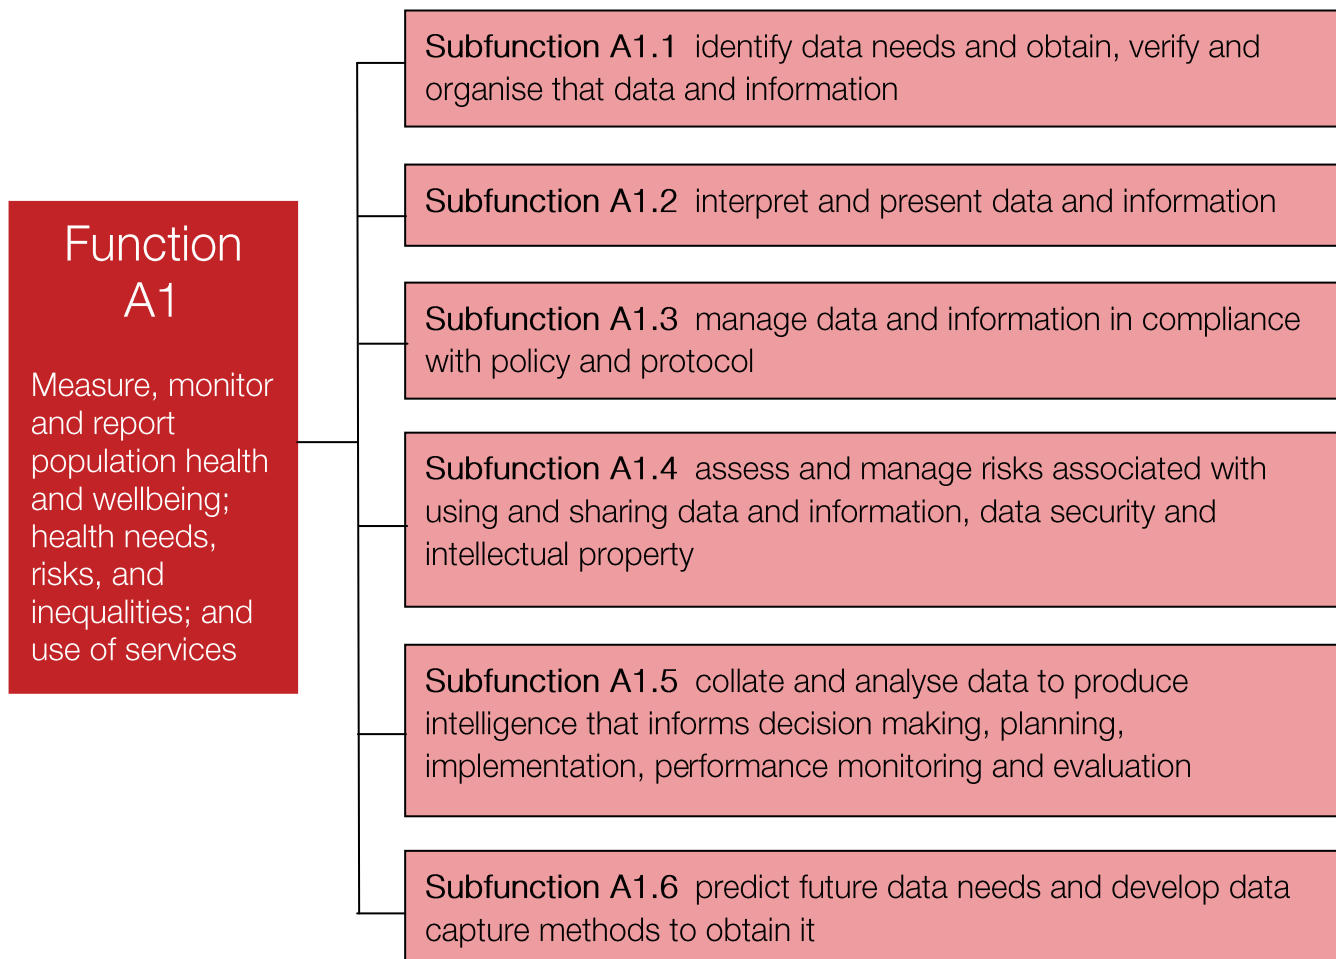 Function
A1
Measure, monitor
and report
population health
and wellbeing;
health needs,
risks, and
inequalities; and
use of services
Subfunction A1.1 identify data needs and obtain, verify and
organise that data and information
Subfunction A1.2 interpret and present data and information
Subfunction A1.3 manage data and information in compliance
with policy and protocol
Subfunction A1.4 assess and manage risks associated with
using and sharing data and information, data security and
intellectual property
Subfunction A1.5 collate and analyse data to produce
intelligence that informs decision making, planning,
implementation, performance monitoring and evaluation
Subfunction A1.6 predict future data needs and develop data
capture methods to obtain it